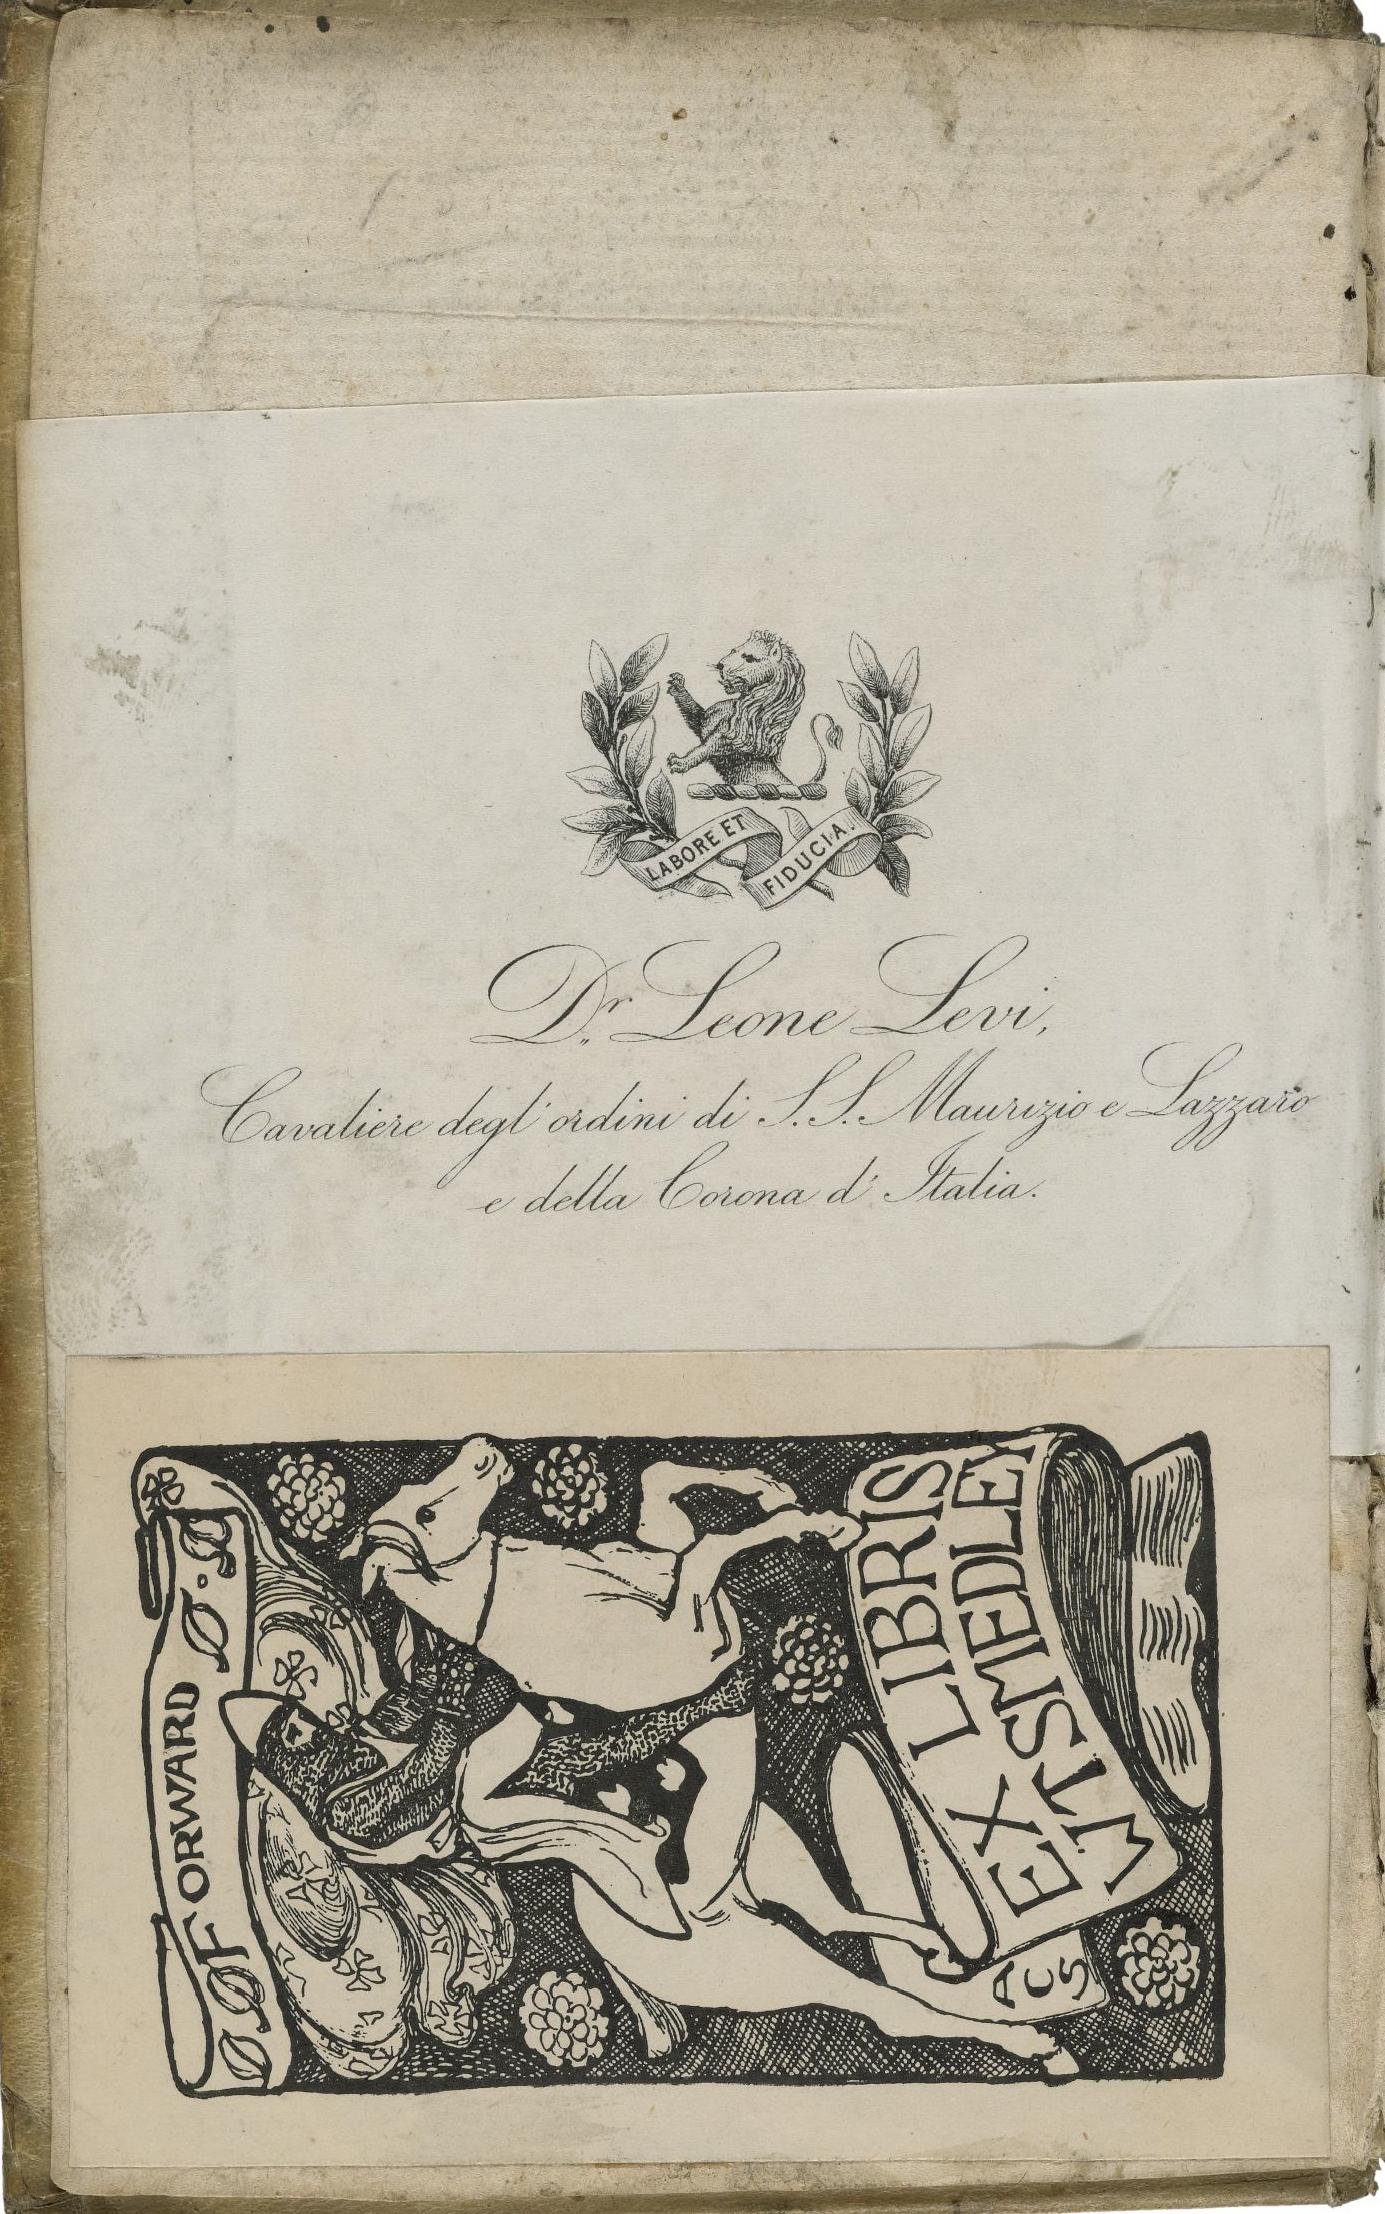 LABORE ET
FIDUCIA.
Dr. Leone Levi,
Cavaliere degl' ordini di S.S. Maurizio e Lazzaro
e della Corona d' Italia.
FORWARD
EX LIBRIS
W T SMEDLEY
ACS